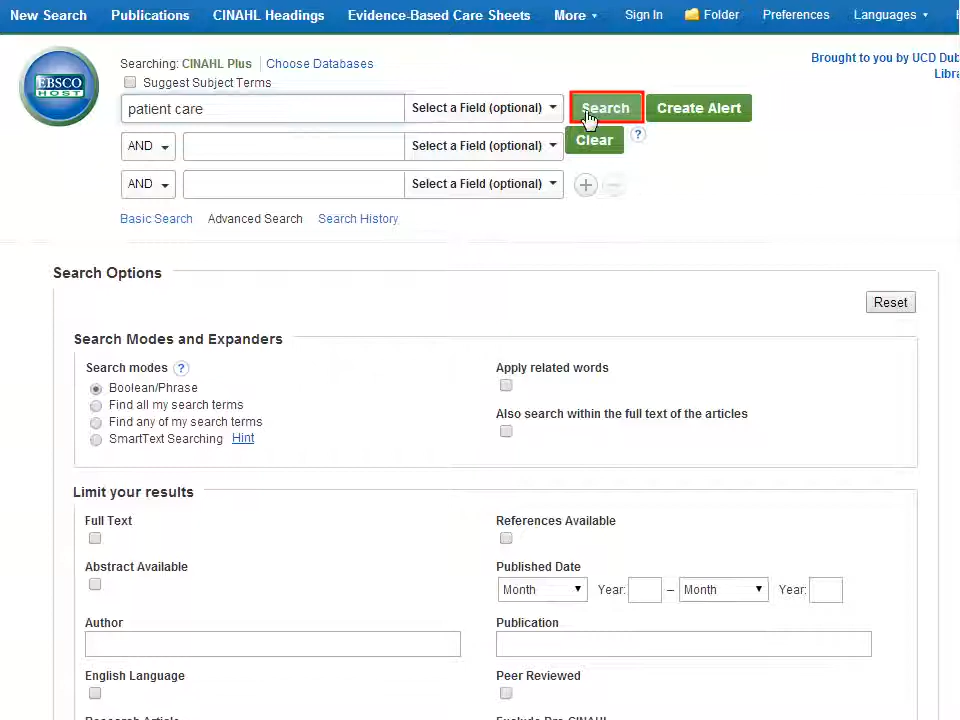 New Search Publications CINAHL Headings Evidence-Based Care Sheets More Sign In Folder Preferences Languages
Searching: CINAHL Plus Choose Databases
Brought to you by UCD Dub
Libra
Suggest Subject Terms
EBSCO
HOST
patient care Select a Field (optional) Search Create Alert
AND Select a Field (optional) Clear ?
AND Select a Field (optional)
Basic Search Advanced Search Search History
Search Options
Reset
Search Modes and Expanders
Search modes ?
Boolean/Phrase
Find all my search terms
Find any of my search terms
SmartText Searching Hint
Apply related words
Also search within the full text of the articles
Limit your results
Full Text
References Available
Abstract Available
Published Date
Month Year: – Month Year:
Author
Publication
English Language
Peer Reviewed